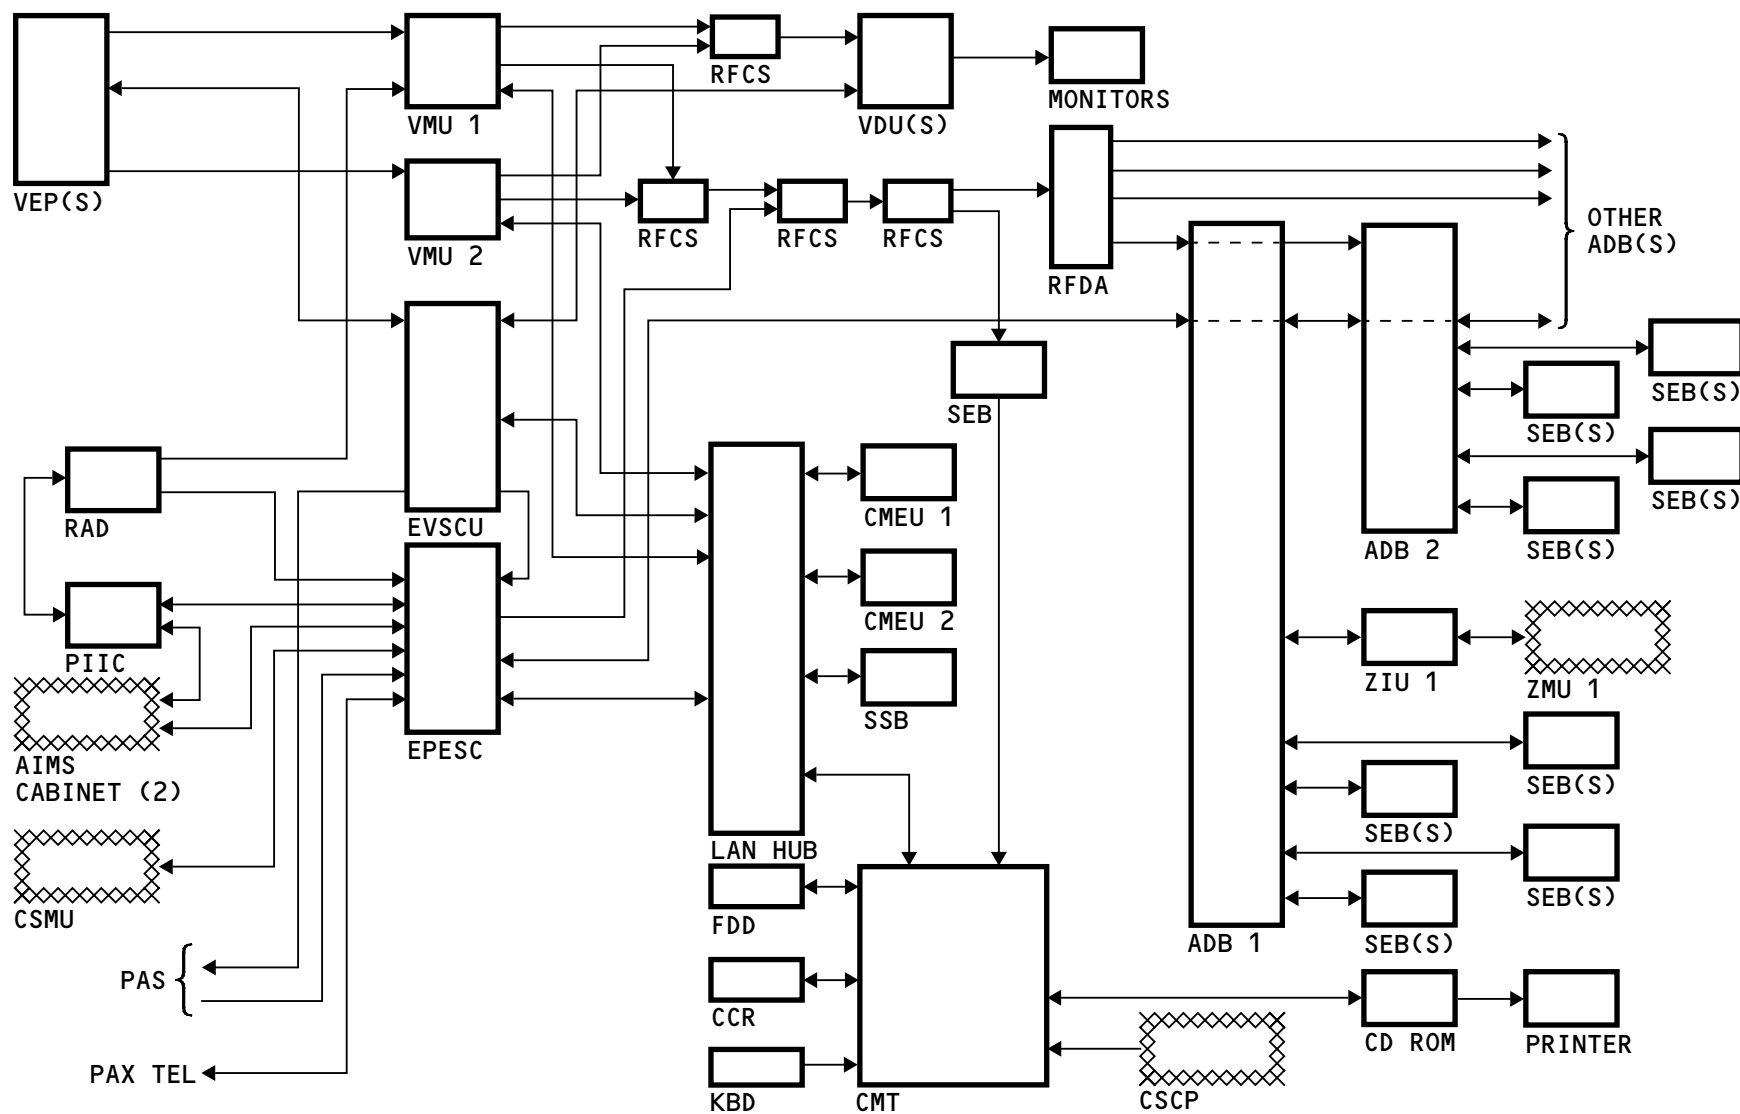 RFCS
MONITORS
VMU 1
VDU(S)
VEP(S)
OTHER
ADB(S)
RFCS
RFCS
RFCS
VMU 2
RFDA
SEB(S)
SEB
SEB(S)
SEB(S)
CMEU 1
RAD
EVSCU
ADB 2
SEB(S)
CMEU 2
PIIC
ZIU 1
ZMU 1
SSB
EPESC
AIMS
CABINET (2)
SEB(S)
SEB(S)
LAN HUB
SEB(S)
CSMU
FDD
ADB 1
SEB(S)
PAS
CCR
CD ROM
PRINTER
PAX TEL
KBD
CMT
CSCP